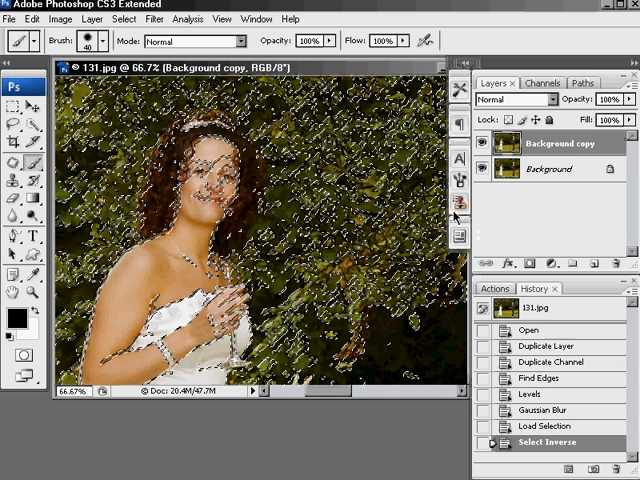 Adobe Photoshop CS3 Extended
File Edit Image Layer Select Filter Analysis View Window Help
Brush: 40 Mode: Normal Opacity: 100% Flow: 100%
131.jpg @ 66.7% (Background copy, RGB/8*)
Ps
T
A
66.67% Doc: 20.4M/47.7M
Layers × Channels Paths
Normal Opacity: 100%
Lock: Fill: 100%
Background copy
Background
fx
Actions History ×
131.jpg
Open
Duplicate Layer
Duplicate Channel
Find Edges
Levels
Gaussian Blur
Load Selection
Select Inverse